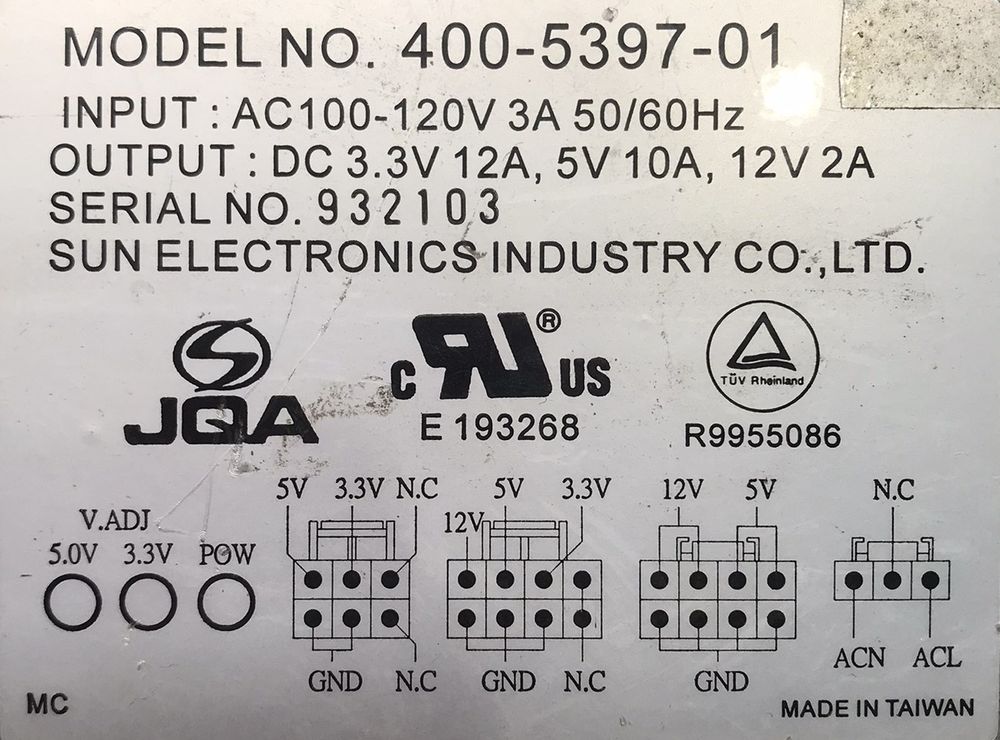 MODEL NO. 400-5397-01
INPUT : AC100-120V 3A 50/60Hz
OUTPUT : DC 3.3V 12A, 5V 10A, 12V 2A
SERIAL NO. 932103
SUN ELECTRONICS INDUSTRY CO.,LTD.
JQA
c RU® US
E 193268
TÜV Rheinland
R9955086
V.ADJ
5.0V 3.3V POW
5V 3.3V N.C
GND N.C
12V 5V 3.3V
GND N.C
12V 5V
GND
N.C
ACN ACL
MC
MADE IN TAIWAN